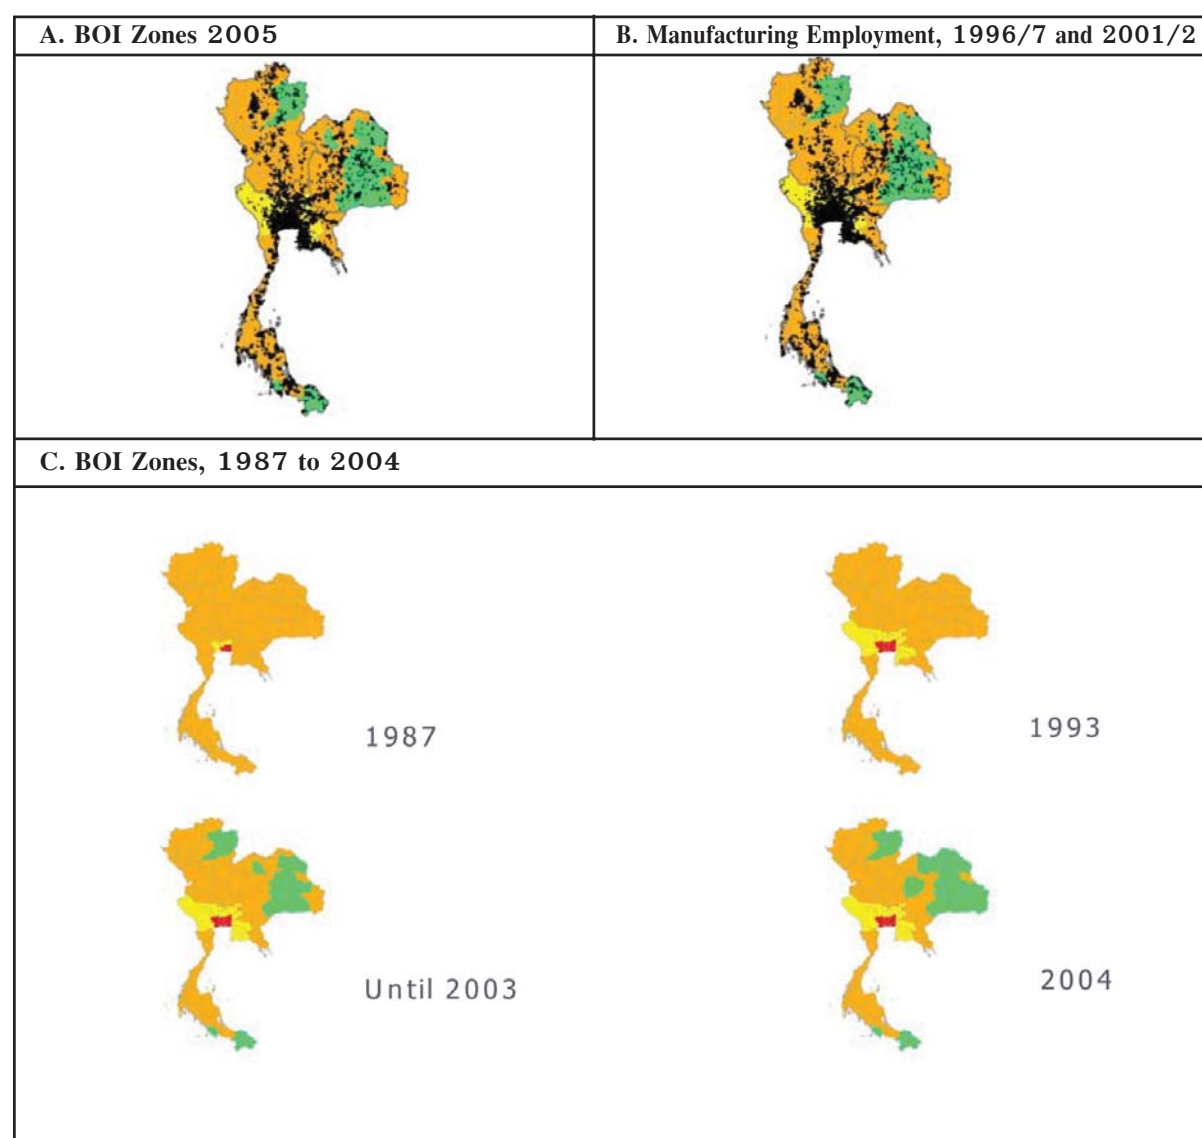 A. BOI Zones 2005
B. Manufacturing Employment, 1996/7 and 2001/2
C. BOI Zones, 1987 to 2004
1987
1993
Until 2003
2004